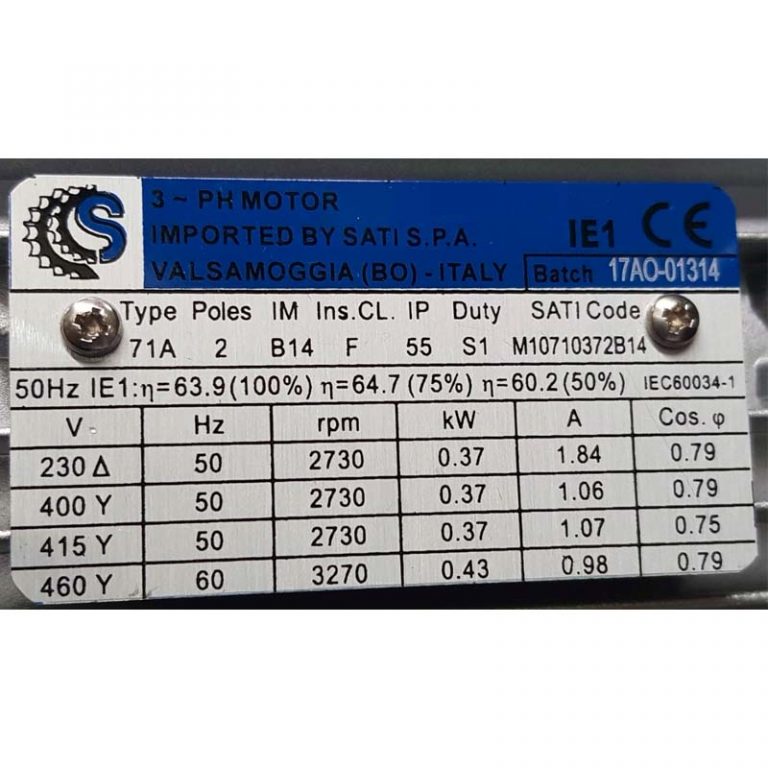 S
3 ~ PH MOTOR
IMPORTED BY SATI S.P.A.
VALSAMOGGIA (BO) - ITALY
IE1 CE
Batch 17AO-01314
Type Poles IM Ins.CL. IP Duty SATI Code
71A 2 B14 F 55 S1 M10710372B14
50Hz IE1:η=63.9(100%) η=64.7(75%) η=60.2(50%) IEC60034-1
V Hz rpm kW A Cos. φ
230 Δ 50 2730 0.37 1.84 0.79
400 Y 50 2730 0.37 1.06 0.79
415 Y 50 2730 0.37 1.07 0.75
460 Y 60 3270 0.43 0.98 0.79